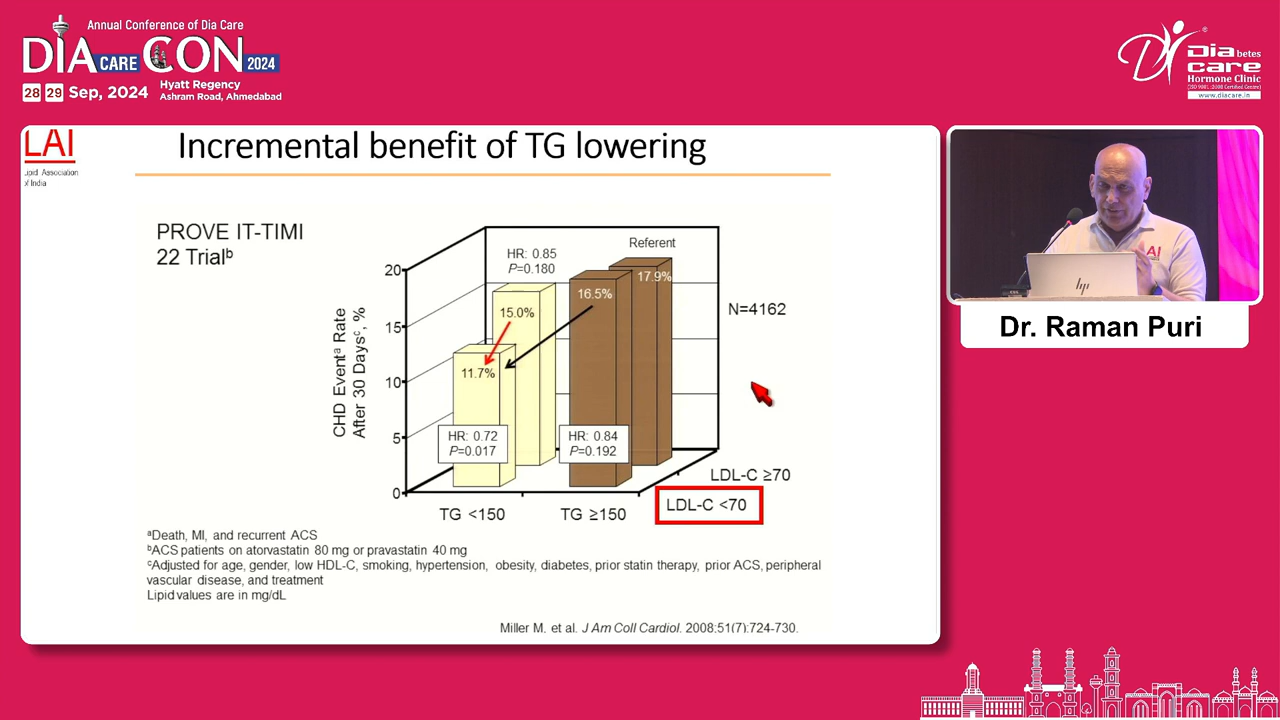 Annual Conference of Dia Care
DIA CARE CON 2024
28 29 Sep, 2024
Hyatt Regency
Ashram Road, Ahmedabad
Diabetes
care
Hormone Clinic
(ISO 9001 :2008 Certified Centre)
www.diacare.in
LAI
Lipid Association
of India
Incremental benefit of TG lowering
PROVE IT-TIMI
22 Trialᵇ
CHD Eventᵃ Rate
After 30 Daysᶜ, %
20
15
10
5
0
HR: 0.85
P=0.180
Referent
17.9%
16.5%
15.0%
11.7%
N=4162
HR: 0.72
P=0.017
HR: 0.84
P=0.192
LDL-C ≥70
LDL-C <70
TG <150
TG ≥150
ᵃDeath, MI, and recurrent ACS
ᵇACS patients on atorvastatin 80 mg or pravastatin 40 mg
ᶜAdjusted for age, gender, low HDL-C, smoking, hypertension, obesity, diabetes, prior statin therapy, prior ACS, peripheral
vascular disease, and treatment
Lipid values are in mg/dL
Miller M, et al. J Am Coll Cardiol. 2008;51(7):724-730.
LAI
hp
Dr. Raman Puri